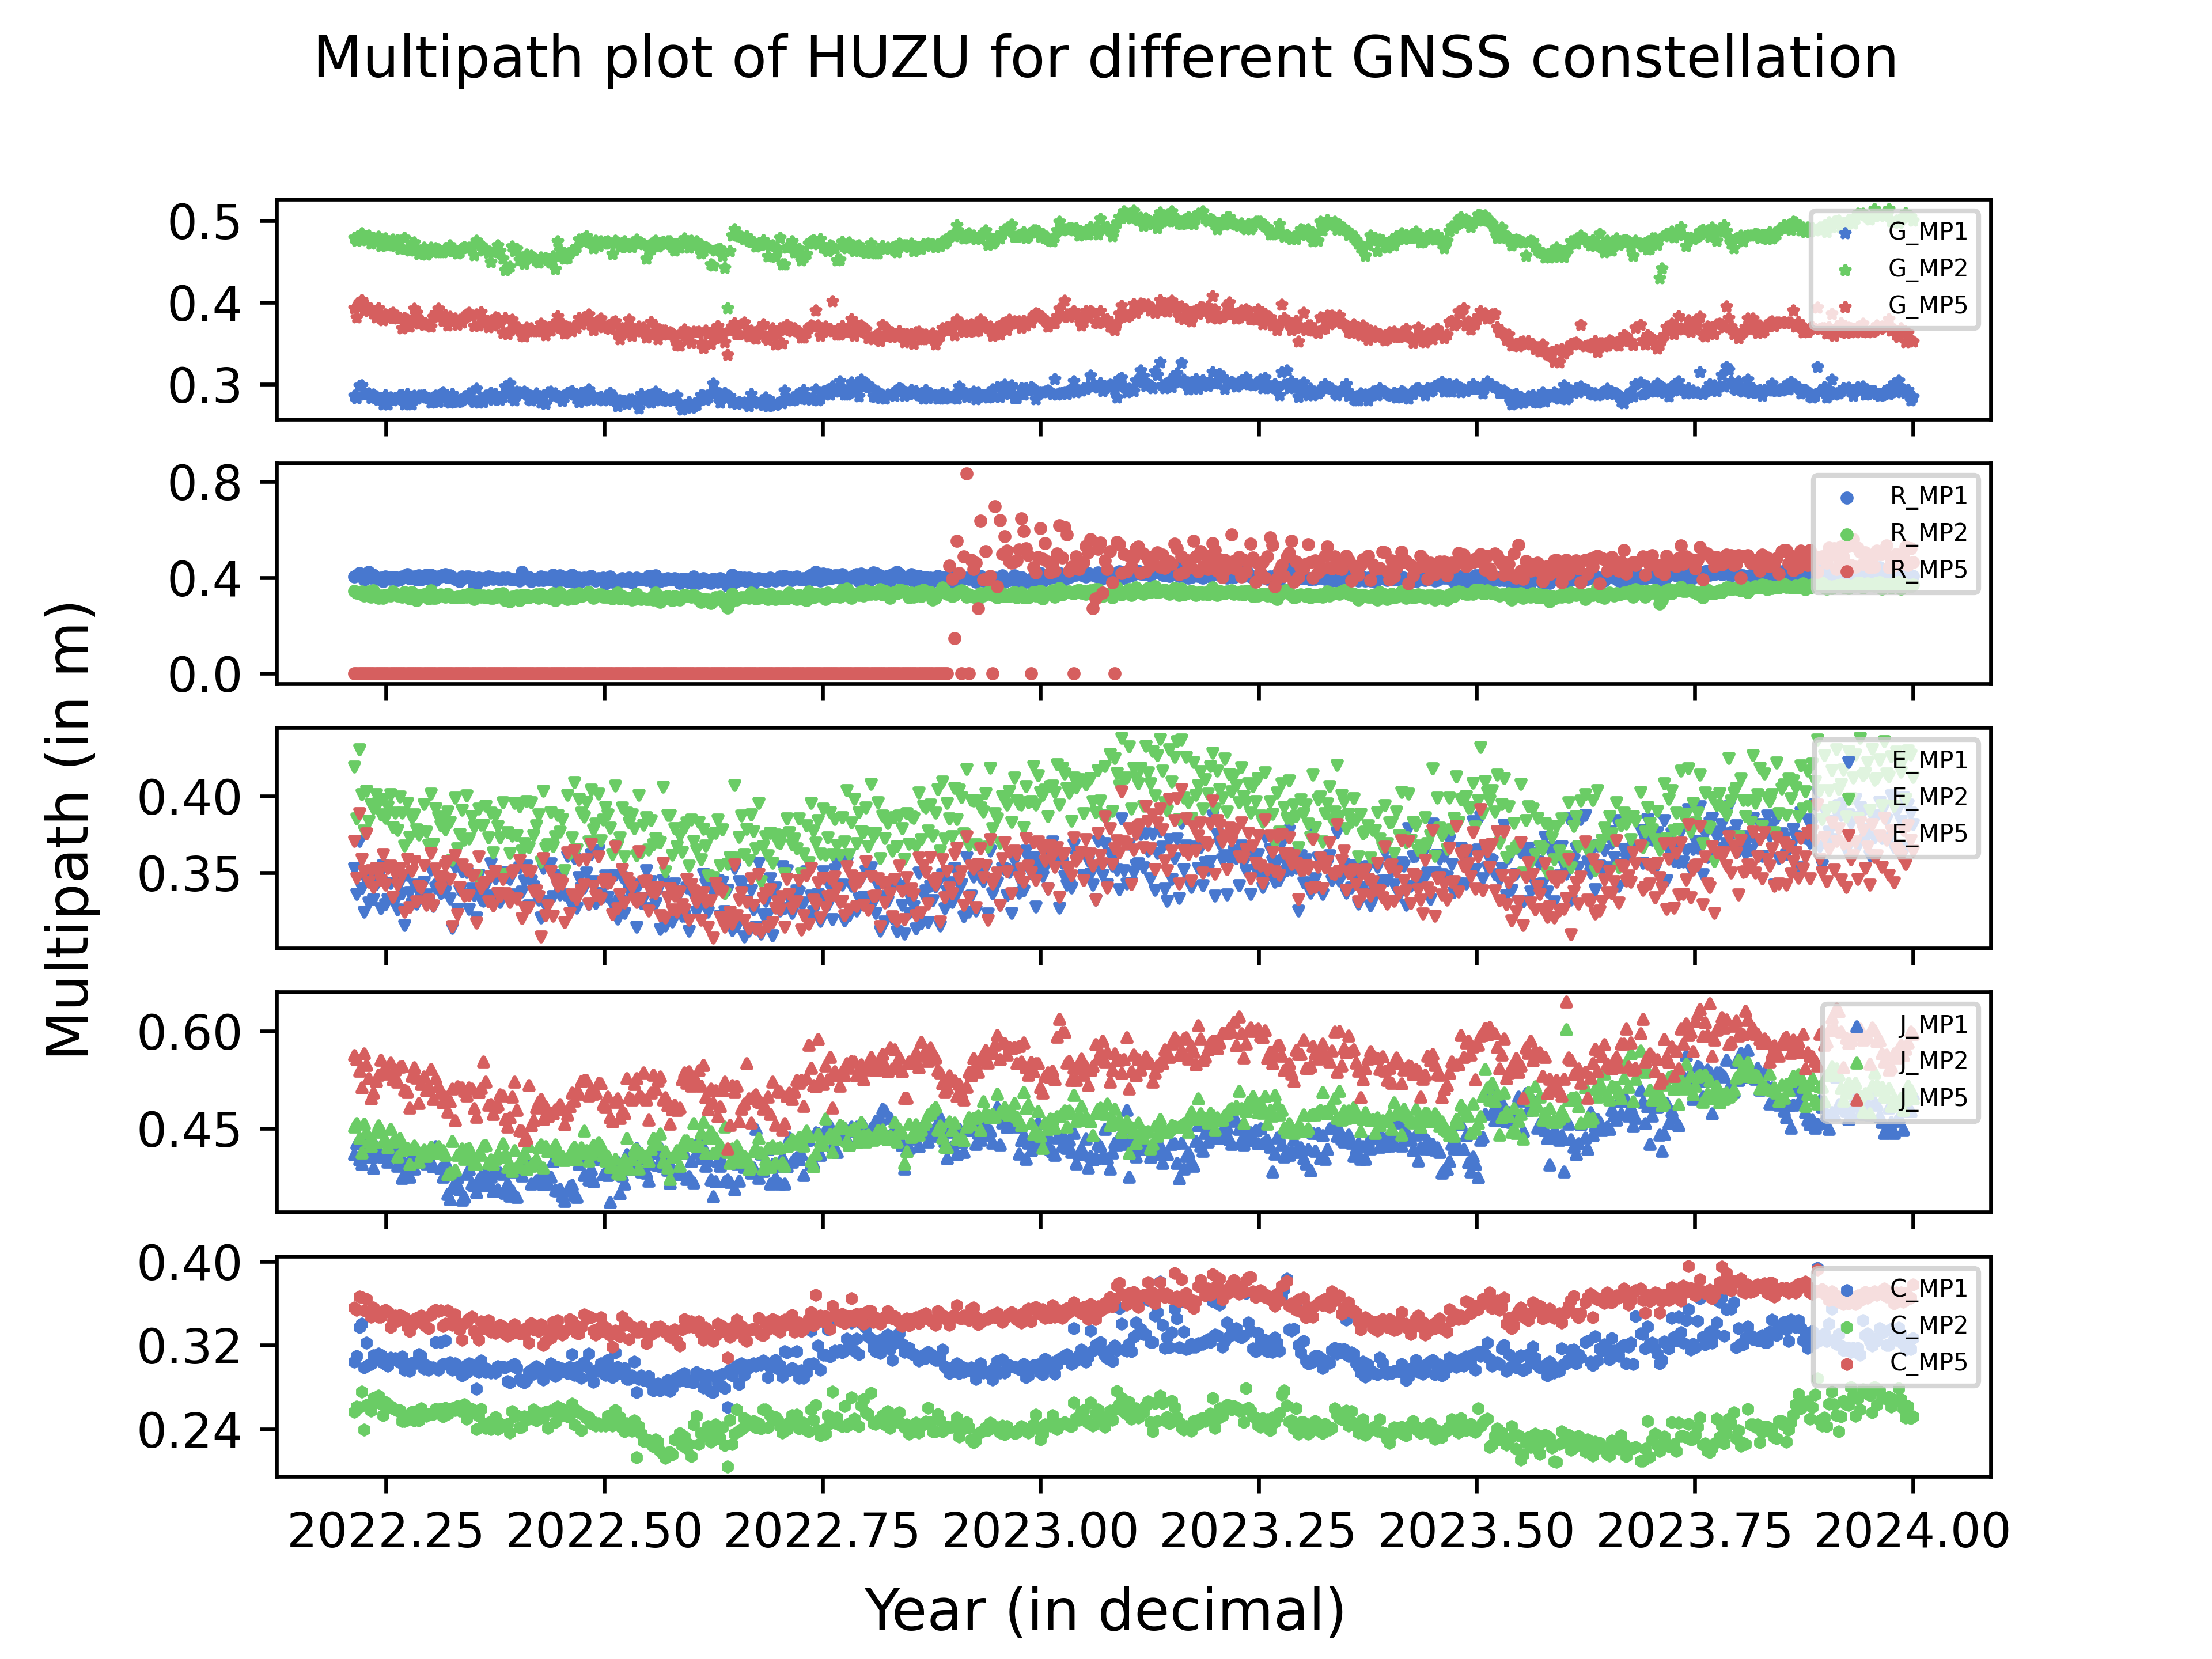 Multipath plot of HUZU for different GNSS constellation
Multipath (in m)
0.5
0.4
0.3
G_MP1
G_MP2
G_MP5
0.8
0.4
0.0
R_MP1
R_MP2
R_MP5
0.40
0.35
E_MP1
E_MP2
E_MP5
0.60
0.45
J_MP1
J_MP2
J_MP5
0.40
0.32
0.24
C_MP1
C_MP2
C_MP5
2022.25 2022.50 2022.75 2023.00 2023.25 2023.50 2023.75 2024.00
Year (in decimal)